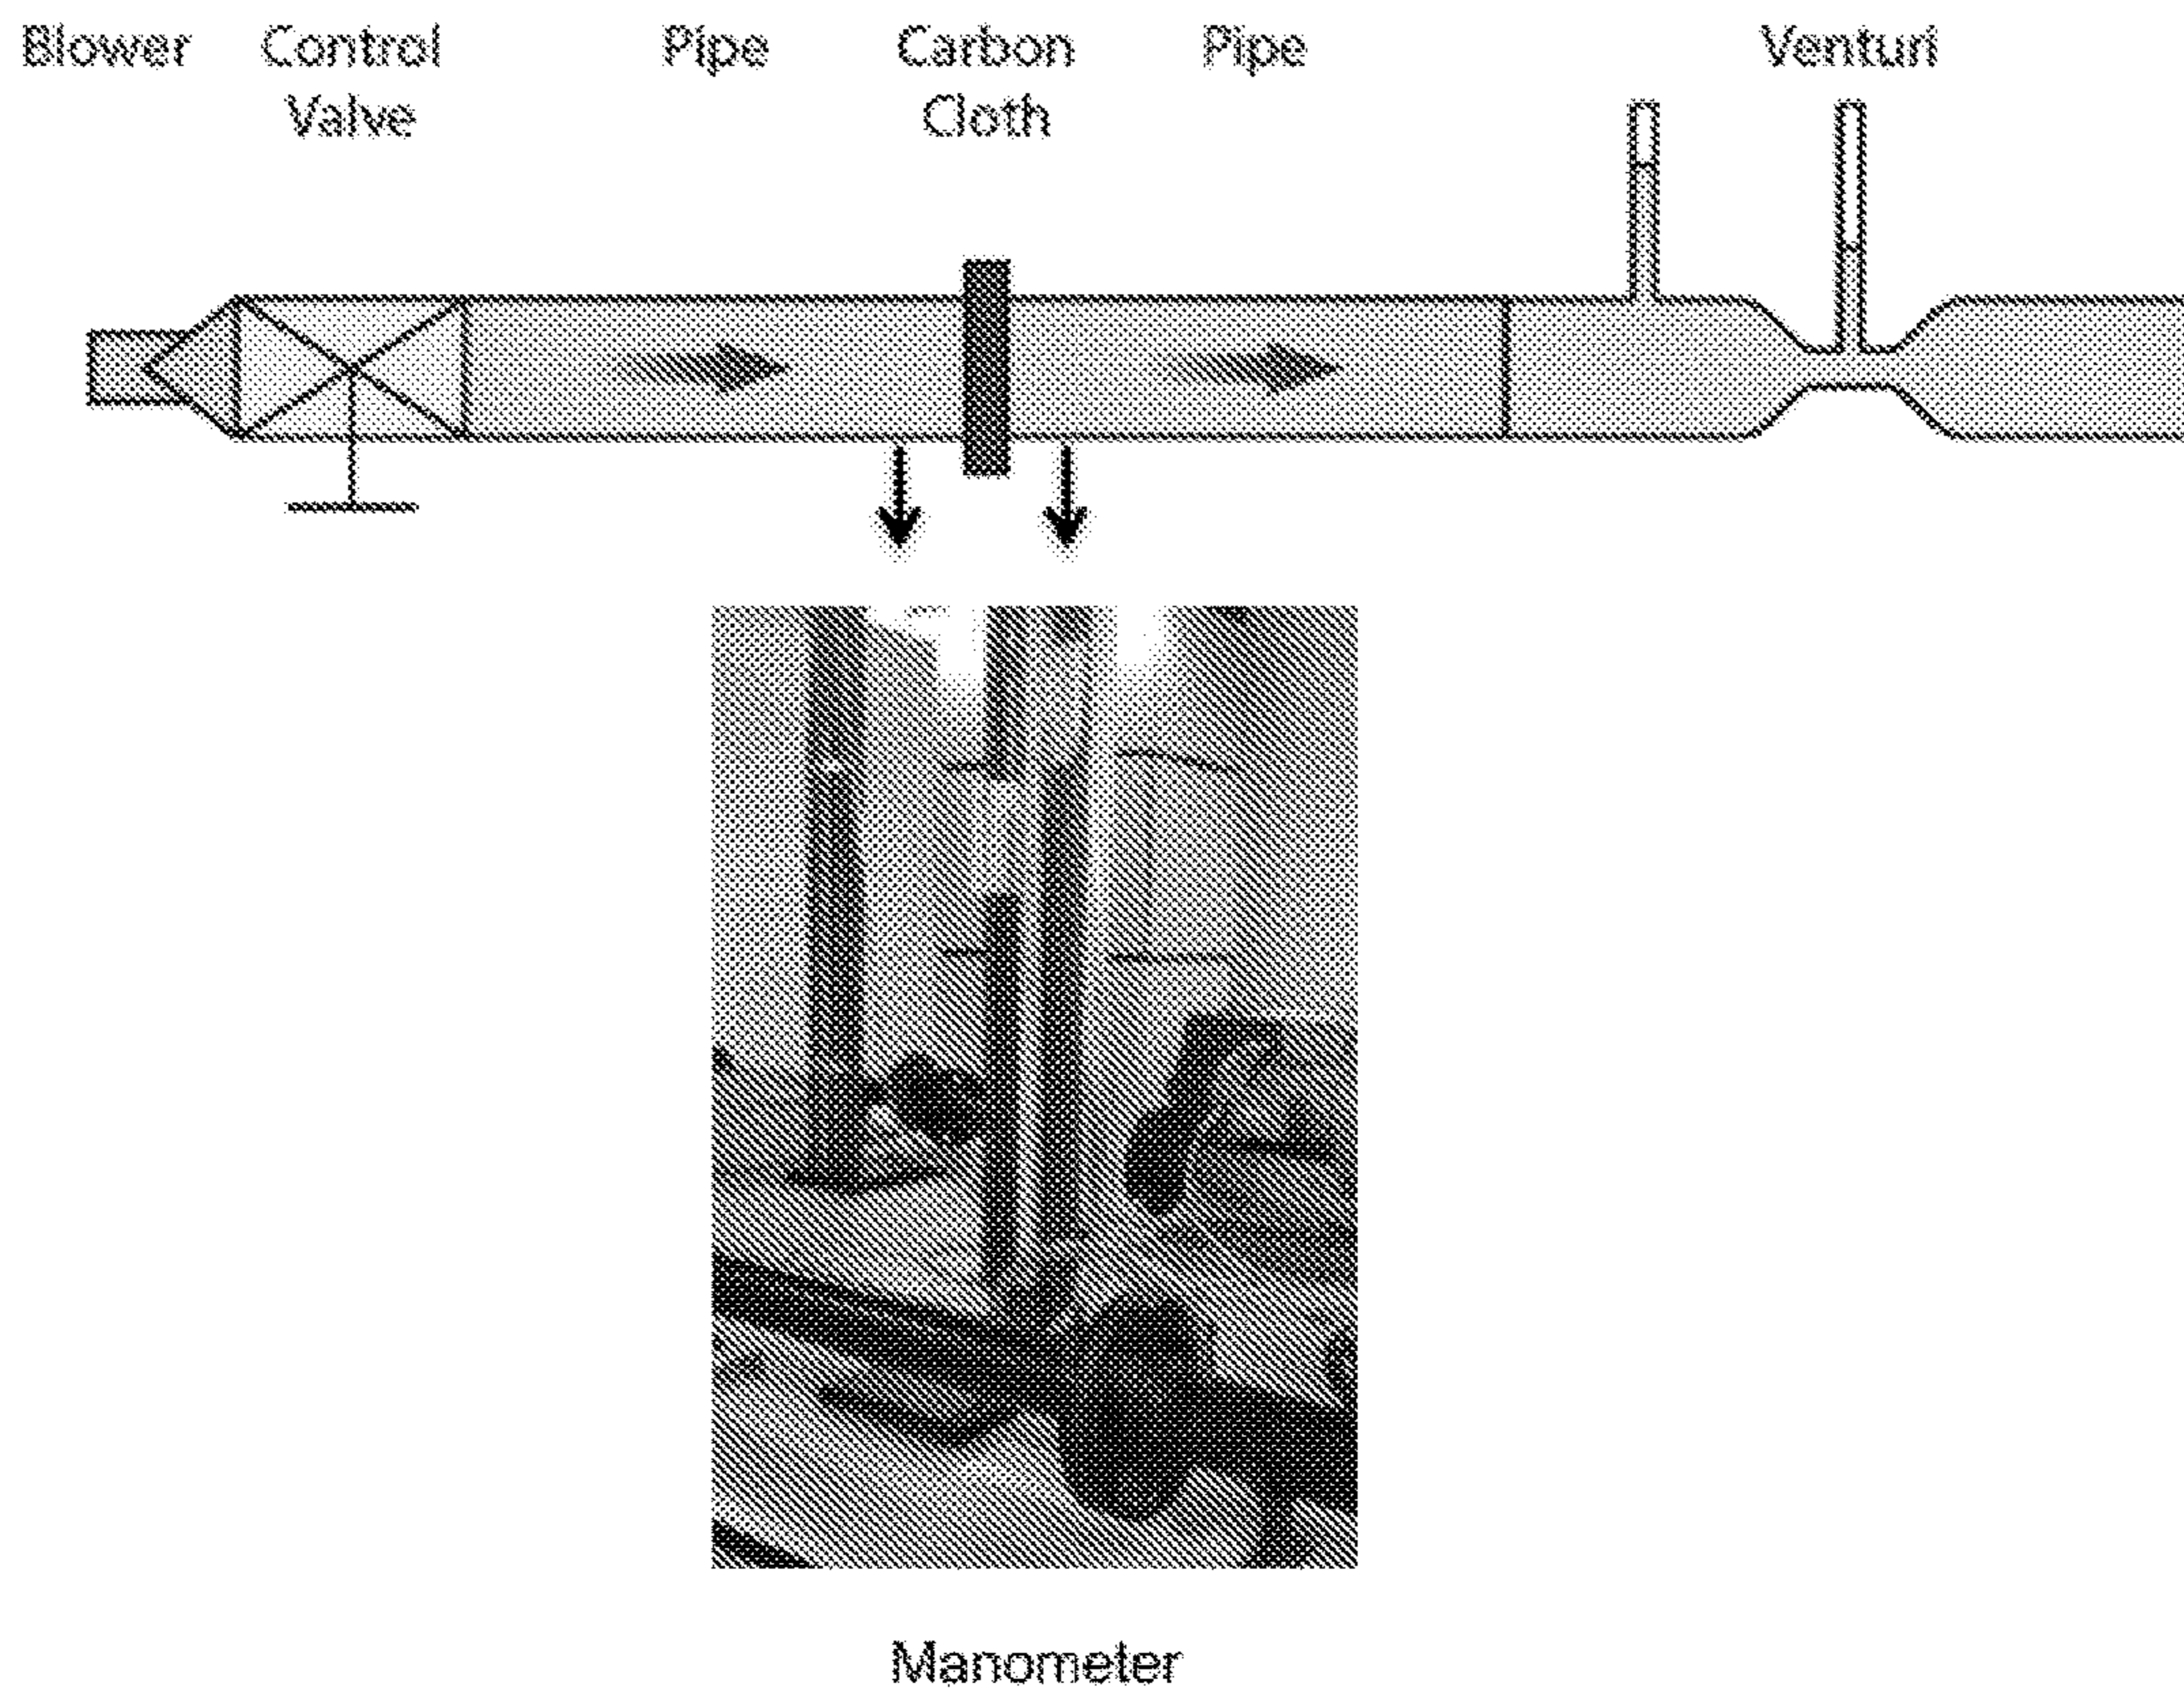 Blower
Control
Valve
Pipe
Carbon
Cloth
Pipe
Venturi
Manometer